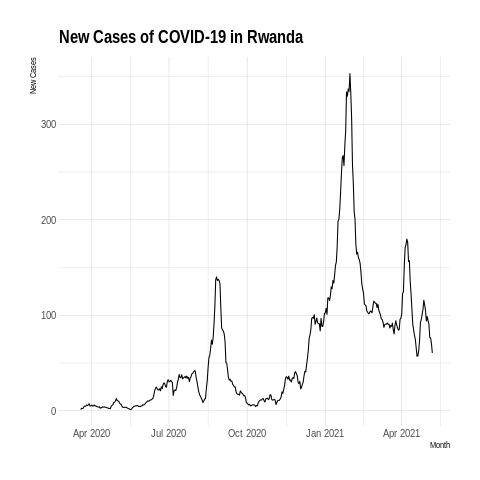 New Cases of COVID-19 in Rwanda
New Cases
300
200
100
0
Apr 2020 Jul 2020 Oct 2020 Jan 2021 Apr 2021
Month